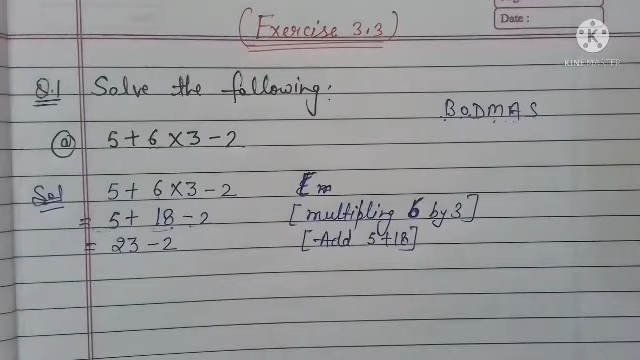 Date :
(Exercise 3.3)
K
KINEMASTER
Q.1 Solve the following:
BODMAS
(a) 5 + 6 × 3 - 2
Sol 5 + 6 × 3 - 2
= 5 + 18 - 2 [multipling 6 by 3]
= 23 - 2 [Add 5+18]